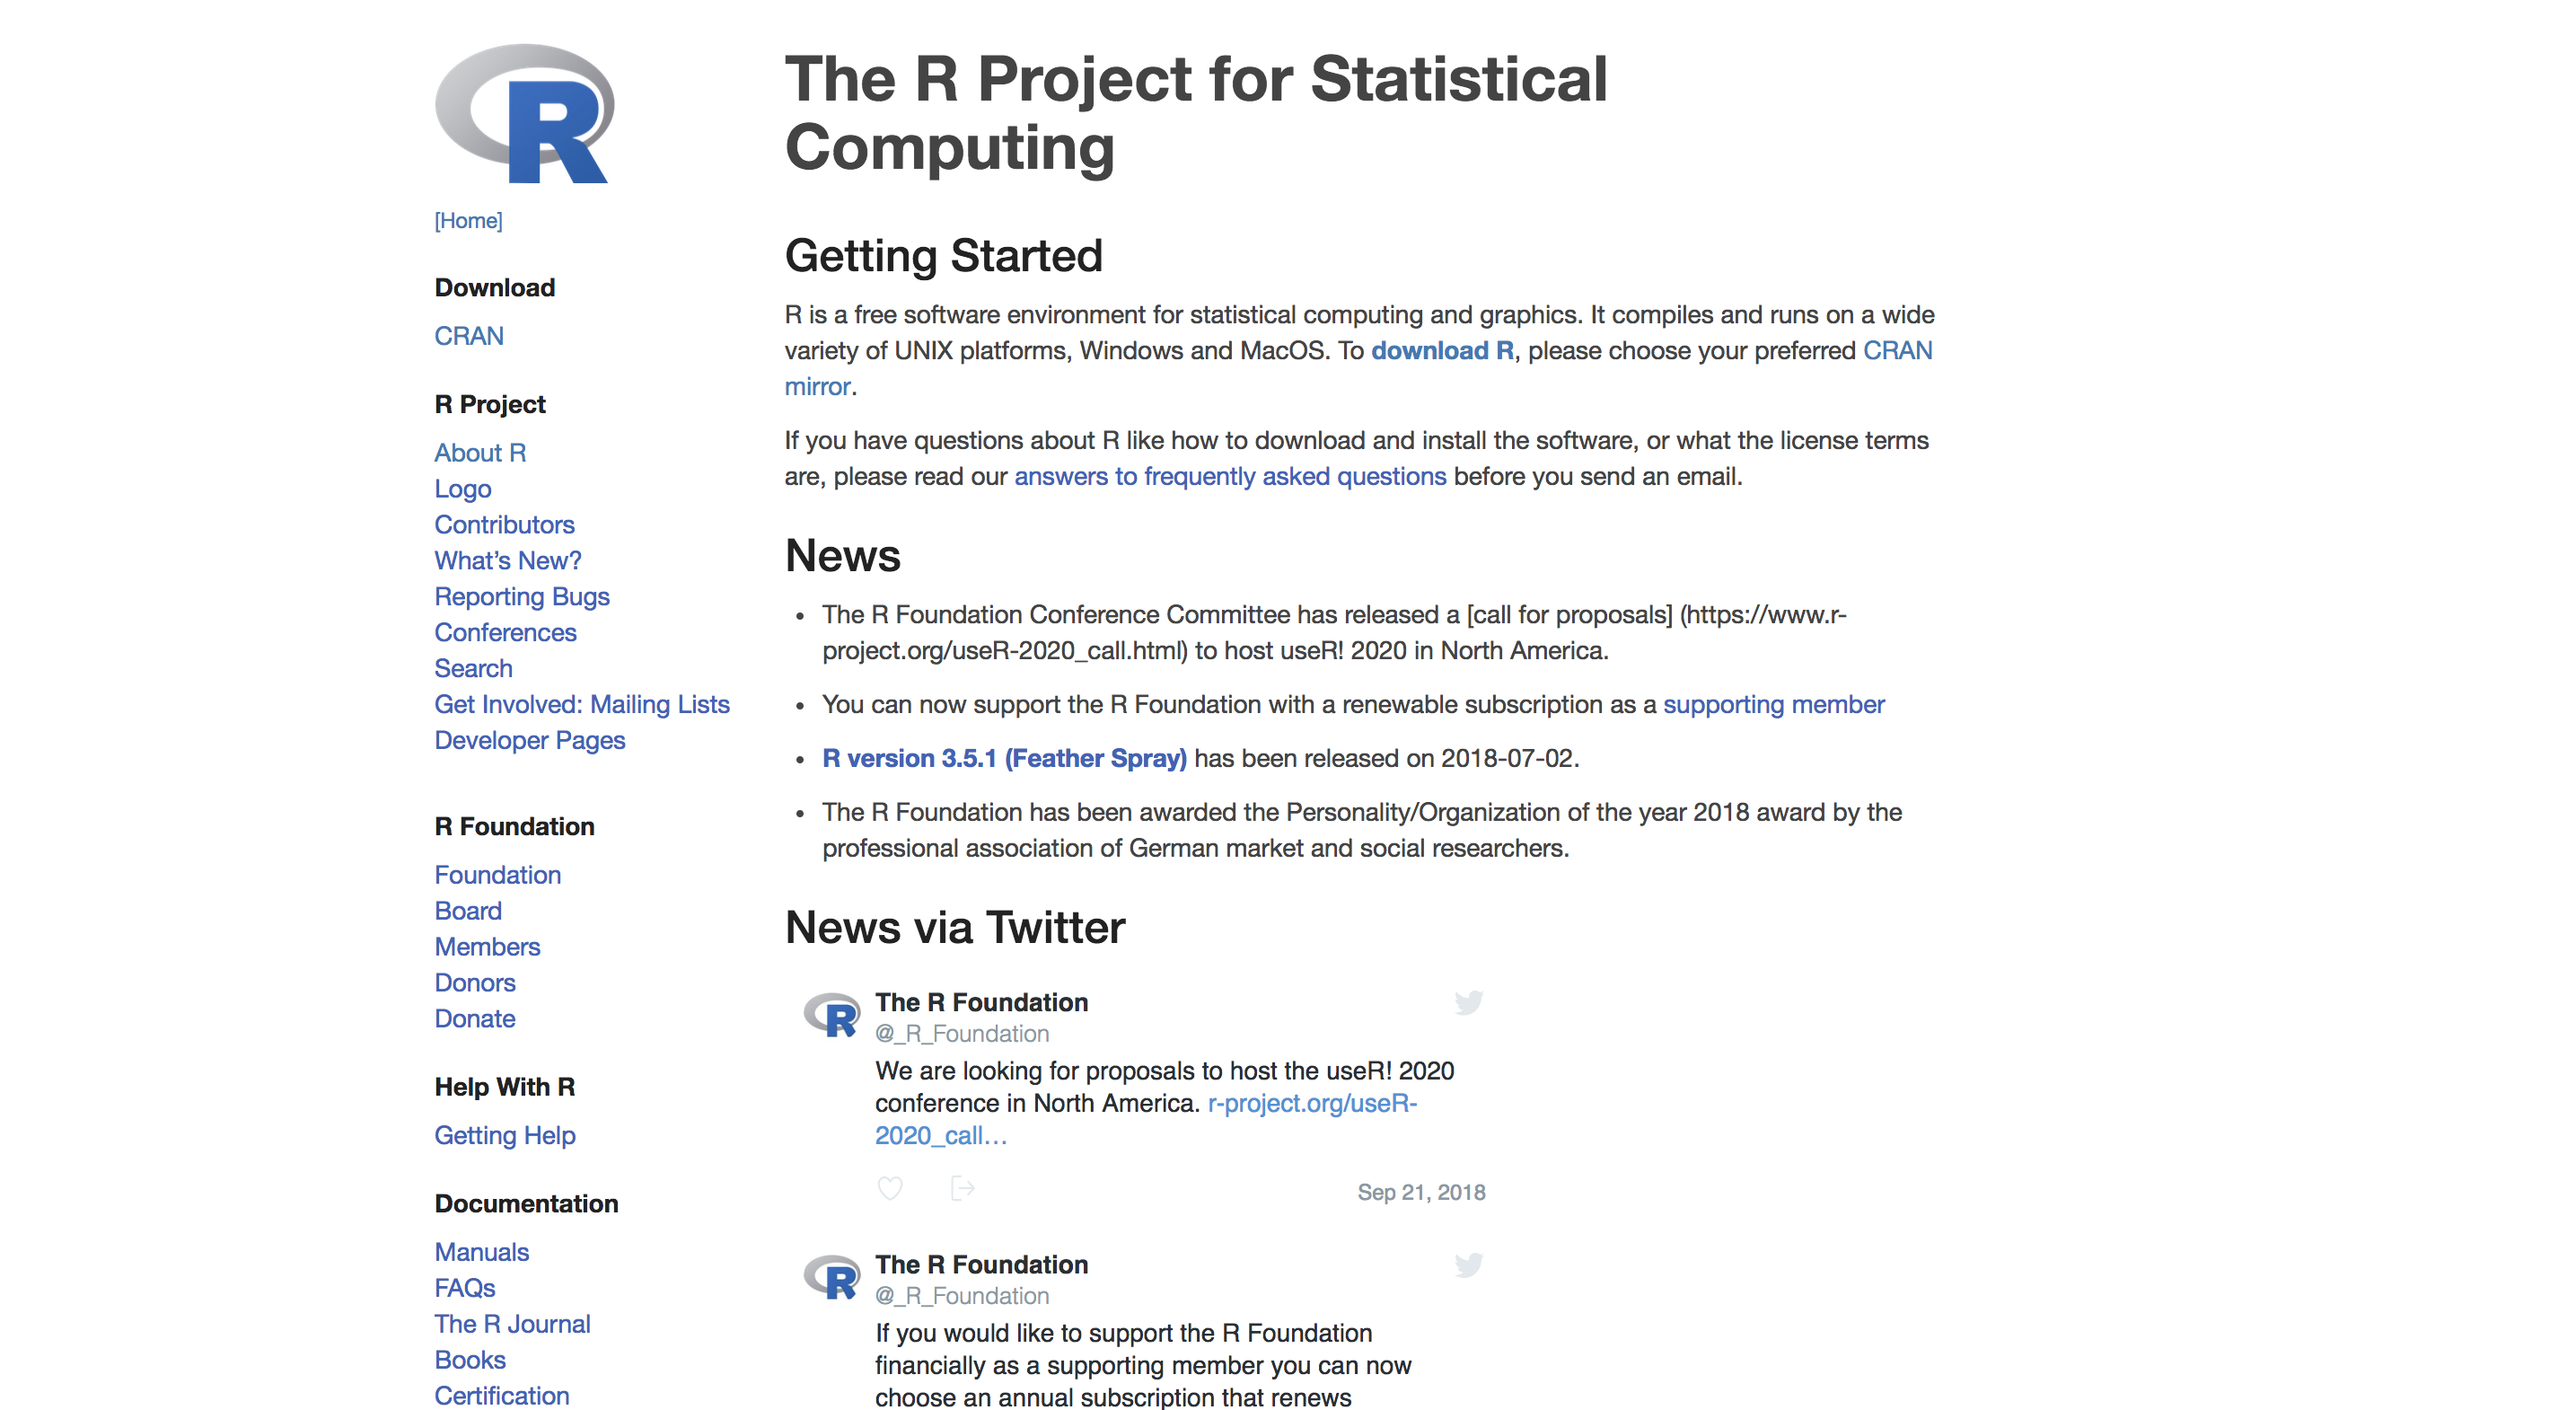 R
[Home]
Download
CRAN
R Project
About R
Logo
Contributors
What’s New?
Reporting Bugs
Conferences
Search
Get Involved: Mailing Lists
Developer Pages
R Foundation
Foundation
Board
Members
Donors
Donate
Help With R
Getting Help
Documentation
Manuals
FAQs
The R Journal
Books
Certification
The R Project for Statistical
Computing
Getting Started
R is a free software environment for statistical computing and graphics. It compiles and runs on a wide
variety of UNIX platforms, Windows and MacOS. To download R, please choose your preferred CRAN
mirror.
If you have questions about R like how to download and install the software, or what the license terms
are, please read our answers to frequently asked questions before you send an email.
News
• The R Foundation Conference Committee has released a [call for proposals] (https://www.r-
project.org/useR-2020_call.html) to host useR! 2020 in North America.
• You can now support the R Foundation with a renewable subscription as a supporting member
• R version 3.5.1 (Feather Spray) has been released on 2018-07-02.
• The R Foundation has been awarded the Personality/Organization of the year 2018 award by the
professional association of German market and social researchers.
News via Twitter
R
The R Foundation
@_R_Foundation
We are looking for proposals to host the useR! 2020
conference in North America. r-project.org/useR-
2020_call…
Sep 21, 2018
R
The R Foundation
@_R_Foundation
If you would like to support the R Foundation
financially as a supporting member you can now
choose an annual subscription that renews